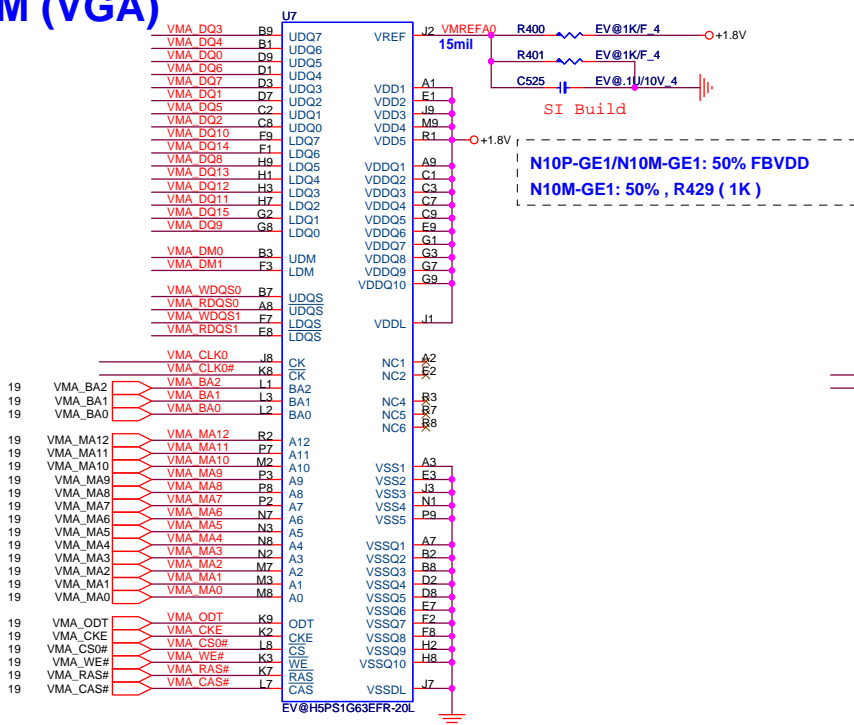 M (VGA)
U7
VMA_DQ3 B9 UDQ7
VMA_DQ4 B1 UDQ6
VMA_DQ0 D9 UDQ5
VMA_DQ6 D1 UDQ4
VMA_DQ7 D3 UDQ3
VMA_DQ1 D7 UDQ2
VMA_DQ5 C2 UDQ1
VMA_DQ2 C8 UDQ0
VMA_DQ10 F9 LDQ7
VMA_DQ14 F1 LDQ6
VMA_DQ8 H9 LDQ5
VMA_DQ13 H1 LDQ4
VMA_DQ12 H3 LDQ3
VMA_DQ11 H7 LDQ2
VMA_DQ15 G2 LDQ1
VMA_DQ9 G8 LDQ0
VMA_DM0 B3 UDM
VMA_DM1 F3 LDM
VMA_WDQS0 B7 UDQS
VMA_RDQS0 A8 UDQS
VMA_WDQS1 F7 LDQS
VMA_RDQS1 E8 LDQS
VMA_CLK0 J8 CK
VMA_CLK0# K8 CK
19 VMA_BA2 VMA_BA2 L1 BA2
19 VMA_BA1 VMA_BA1 L3 BA1
19 VMA_BA0 VMA_BA0 L2 BA0
19 VMA_MA12 VMA_MA12 R2 A12
19 VMA_MA11 VMA_MA11 P7 A11
19 VMA_MA10 VMA_MA10 M2 A10
19 VMA_MA9 VMA_MA9 P3 A9
19 VMA_MA8 VMA_MA8 P8 A8
19 VMA_MA7 VMA_MA7 P2 A7
19 VMA_MA6 VMA_MA6 N7 A6
19 VMA_MA5 VMA_MA5 N3 A5
19 VMA_MA4 VMA_MA4 N8 A4
19 VMA_MA3 VMA_MA3 N2 A3
19 VMA_MA2 VMA_MA2 M7 A2
19 VMA_MA1 VMA_MA1 M3 A1
19 VMA_MA0 VMA_MA0 M8 A0
19 VMA_ODT VMA_ODT K9 ODT
19 VMA_CKE VMA_CKE K2 CKE
19 VMA_CS0# VMA_CS0# L8 CS
19 VMA_WE# VMA_WE# K3 WE
19 VMA_RAS# VMA_RAS# K7 RAS
19 VMA_CAS# VMA_CAS# L7 CAS
VREF J2 VMREFA0
15mil
R400 EV@1K/F_4 +1.8V
R401 EV@1K/F_4
C525 EV@.1U/10V_4
SI Build
VDD1 A1
VDD2 E1
VDD3 J9
VDD4 M9
VDD5 R1 +1.8V
VDDQ1 A9
VDDQ2 C1
VDDQ3 C3
VDDQ4 C7
VDDQ5 C9
VDDQ6 E9
VDDQ7 G1
VDDQ8 G3
VDDQ9 G7
VDDQ10 G9
VDDL J1
NC1 A2
NC2 E2
NC4 R3
NC5 R7
NC6 R8
VSS1 A3
VSS2 E3
VSS3 J3
VSS4 N1
VSS5 P9
VSSQ1 A7
VSSQ2 B2
VSSQ3 B8
VSSQ4 D2
VSSQ5 D8
VSSQ6 E7
VSSQ7 F2
VSSQ8 F8
VSSQ9 H2
VSSQ10 H8
VSSDL J7
EV@H5PS1G63EFR-20L
N10P-GE1/N10M-GE1: 50% FBVDD
N10M-GE1: 50% , R429 ( 1K )